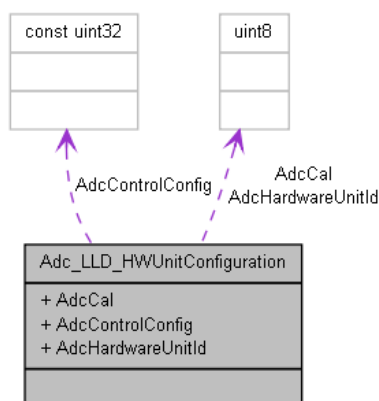 const uint32
uint8
AdcControlConfig
AdcCal
AdcHardwareUnitId
Adc_LLD_HWUnitConfiguration
+ AdcCal
+ AdcControlConfig
+ AdcHardwareUnitId